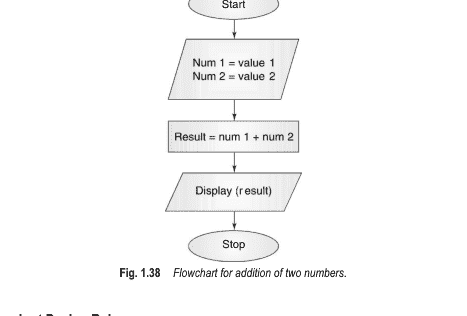 Start
Num 1 = value 1
Num 2 = value 2
Result = num 1 + num 2
Display (r esult)
Stop
Fig. 1.38 Flowchart for addition of two numbers.